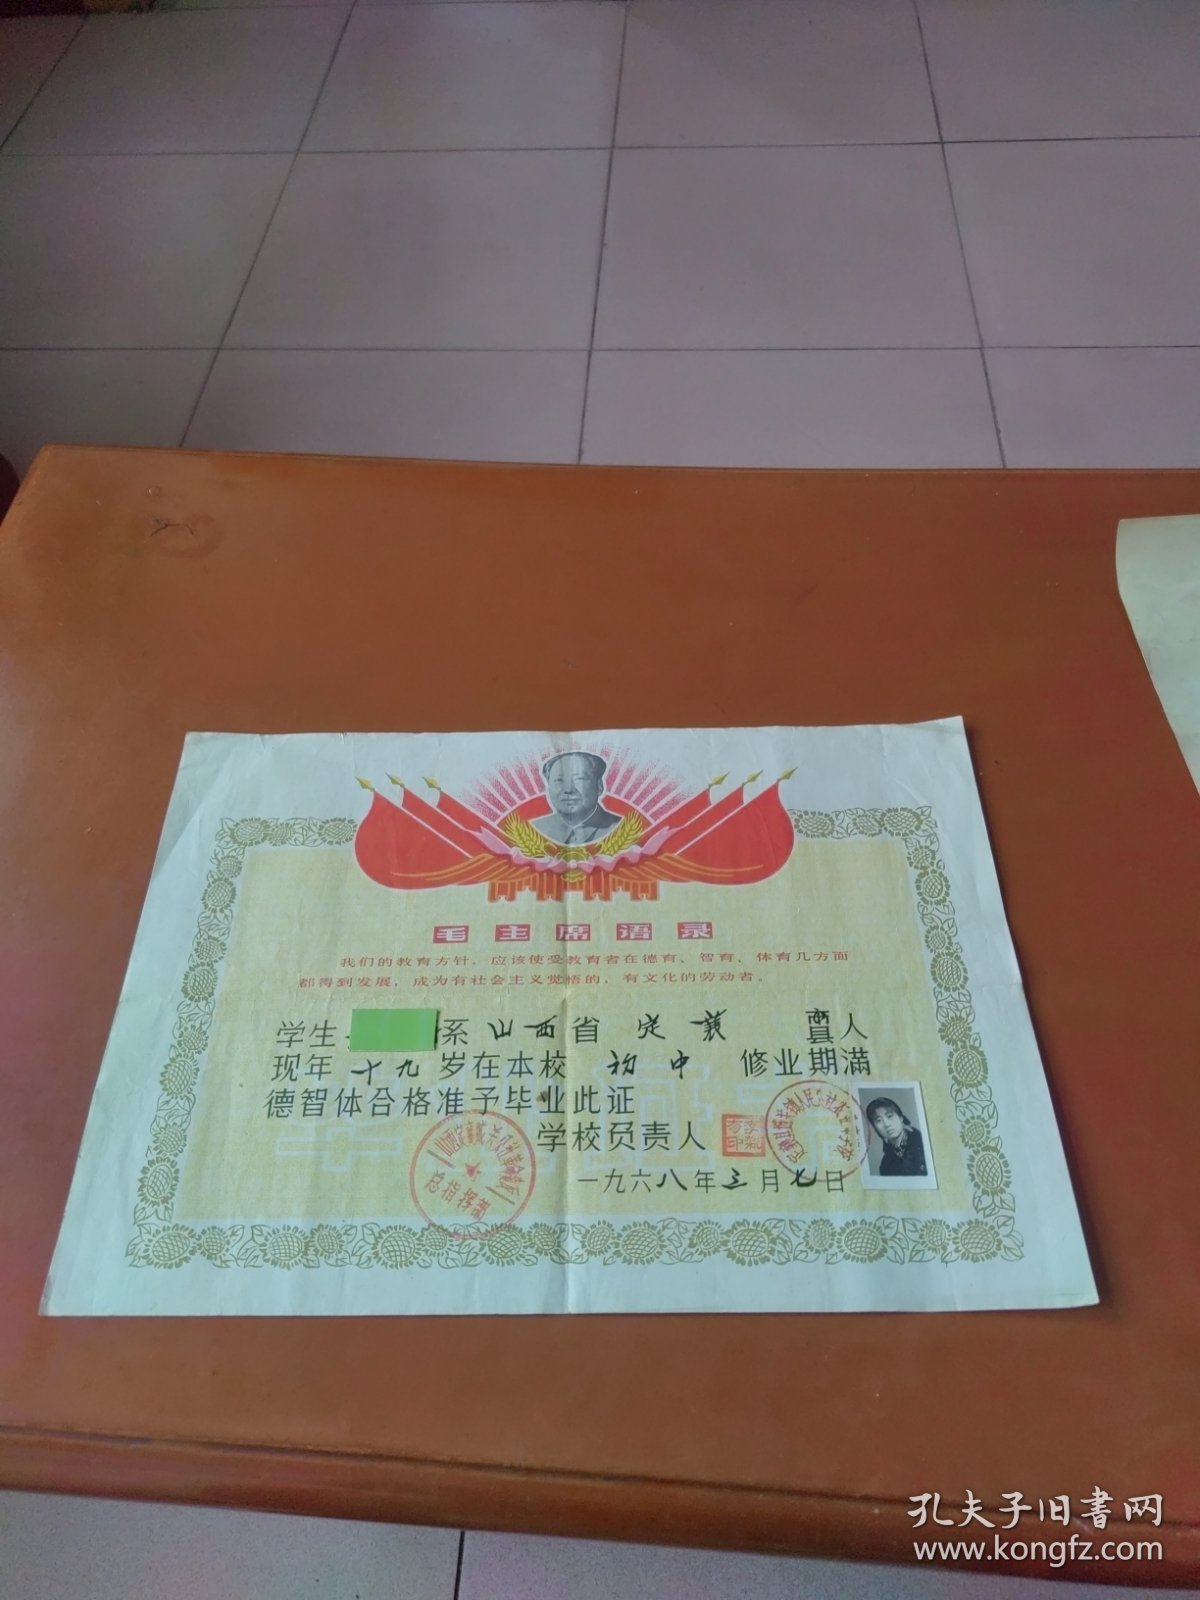 毛主席语录
我们的教育方针，应该使受教育者在德育、智育、体育几方面
都得到发展，成为有社会主义觉悟的，有文化的劳动者。
学生 系 山西省 定襄 县市人
现年 十九 岁在本校 初中 修业期满
德智体合格准予毕业此证
学校负责人
一九六八年三月七日
总指挥部
孔夫子旧书网
www.kongfz.com